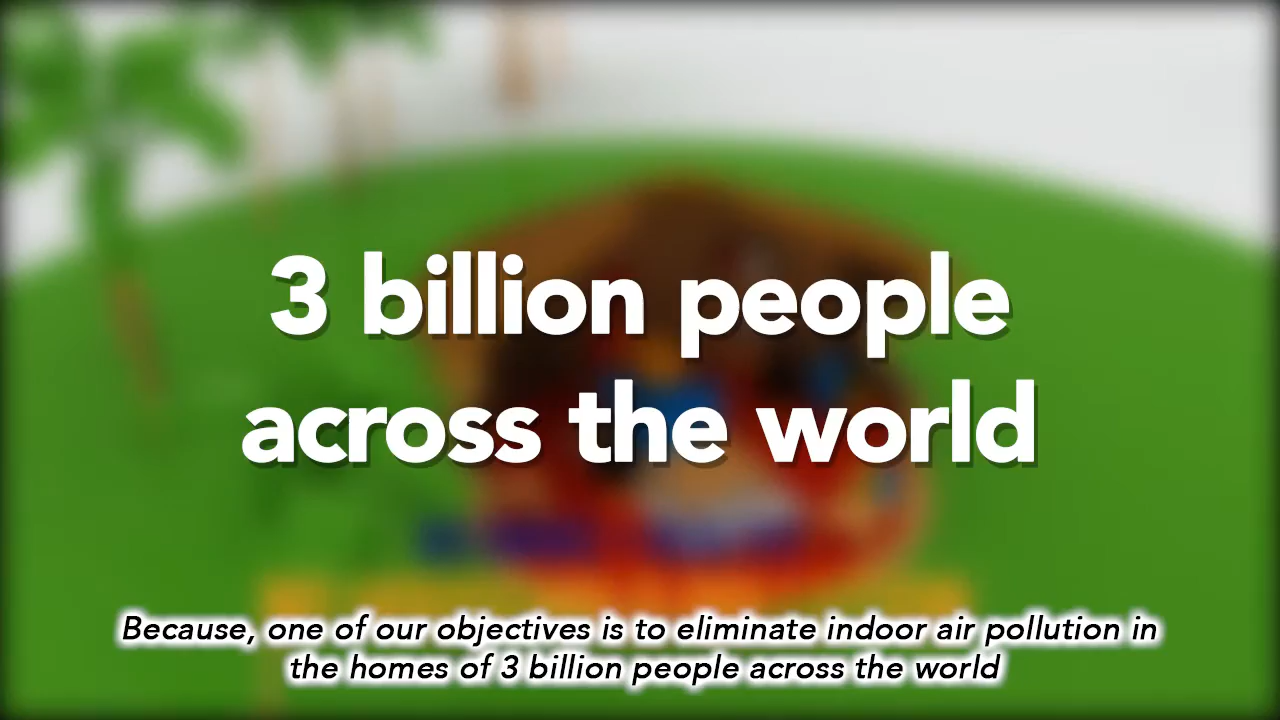 3 billion people
across the world
Because, one of our objectives is to eliminate indoor air pollution in
the homes of 3 billion people across the world